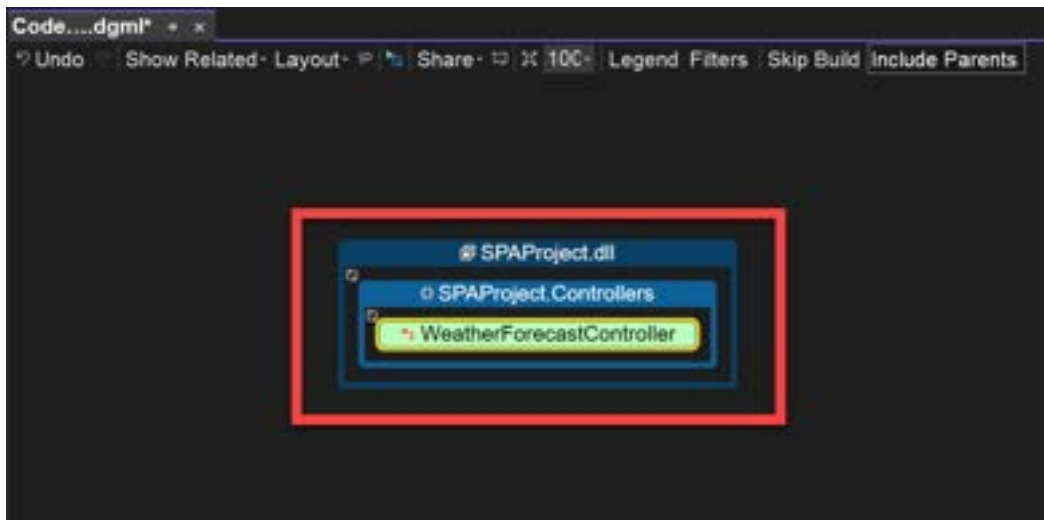 Code....dgml*
Undo Show Related Layout Share 100 Legend Filters Skip Build Include Parents
SPAProject.dll
SPAProject.Controllers
WeatherForecastController